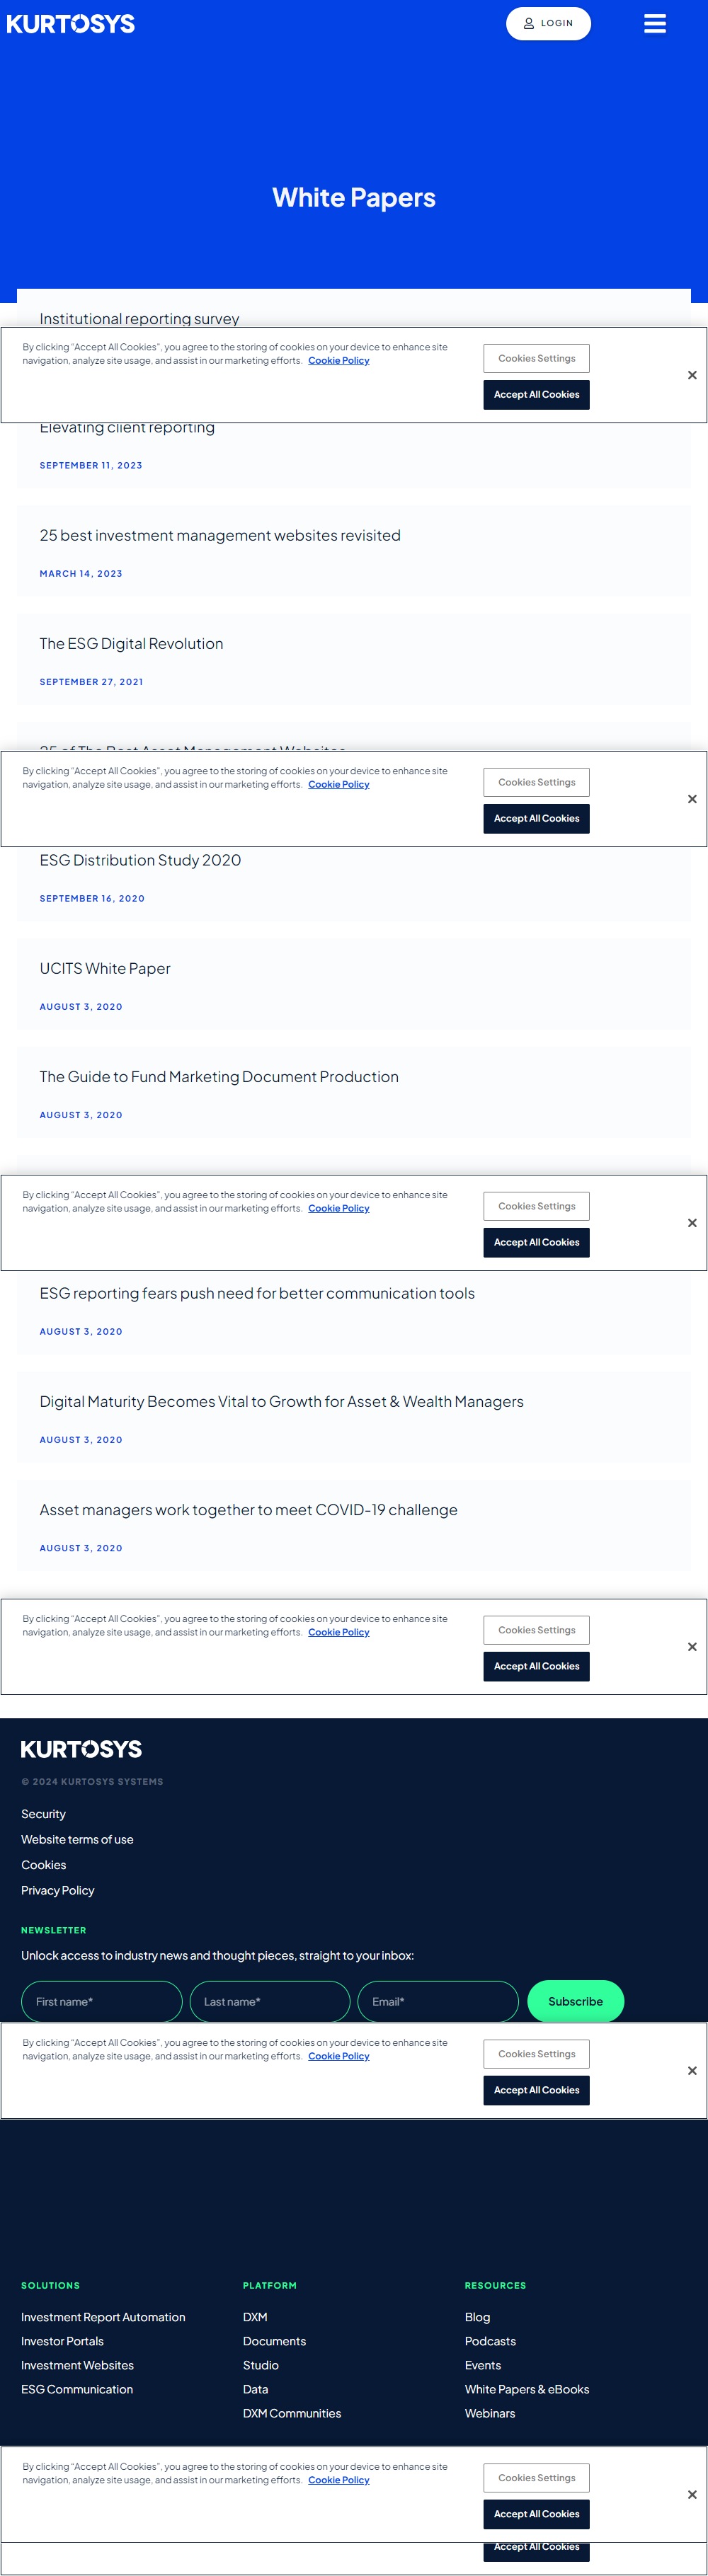 KURTOSYS
LOGIN
White Papers
Institutional reporting survey
By clicking “Accept All Cookies”, you agree to the storing of cookies on your device to enhance site
navigation, analyze site usage, and assist in our marketing efforts. Cookie Policy
Cookies Settings
Accept All Cookies
Elevating client reporting
SEPTEMBER 11, 2023
25 best investment management websites revisited
MARCH 14, 2023
The ESG Digital Revolution
SEPTEMBER 27, 2021
25 of The Best Asset Management Websites
By clicking “Accept All Cookies”, you agree to the storing of cookies on your device to enhance site
navigation, analyze site usage, and assist in our marketing efforts. Cookie Policy
Cookies Settings
Accept All Cookies
ESG Distribution Study 2020
SEPTEMBER 16, 2020
UCITS White Paper
AUGUST 3, 2020
The Guide to Fund Marketing Document Production
AUGUST 3, 2020
By clicking “Accept All Cookies”, you agree to the storing of cookies on your device to enhance site
navigation, analyze site usage, and assist in our marketing efforts. Cookie Policy
Cookies Settings
Accept All Cookies
ESG reporting fears push need for better communication tools
AUGUST 3, 2020
Digital Maturity Becomes Vital to Growth for Asset & Wealth Managers
AUGUST 3, 2020
Asset managers work together to meet COVID-19 challenge
AUGUST 3, 2020
By clicking “Accept All Cookies”, you agree to the storing of cookies on your device to enhance site
navigation, analyze site usage, and assist in our marketing efforts. Cookie Policy
Cookies Settings
Accept All Cookies
KURTOSYS
© 2024 KURTOSYS SYSTEMS
Security
Website terms of use
Cookies
Privacy Policy
NEWSLETTER
Unlock access to industry news and thought pieces, straight to your inbox:
First name* Last name* Email* Subscribe
By clicking “Accept All Cookies”, you agree to the storing of cookies on your device to enhance site
navigation, analyze site usage, and assist in our marketing efforts. Cookie Policy
Cookies Settings
Accept All Cookies
SOLUTIONS
Investment Report Automation
Investor Portals
Investment Websites
ESG Communication
PLATFORM
DXM
Documents
Studio
Data
DXM Communities
RESOURCES
Blog
Podcasts
Events
White Papers & eBooks
Webinars
By clicking “Accept All Cookies”, you agree to the storing of cookies on your device to enhance site
navigation, analyze site usage, and assist in our marketing efforts. Cookie Policy
Cookies Settings
Accept All Cookies
Accept All Cookies